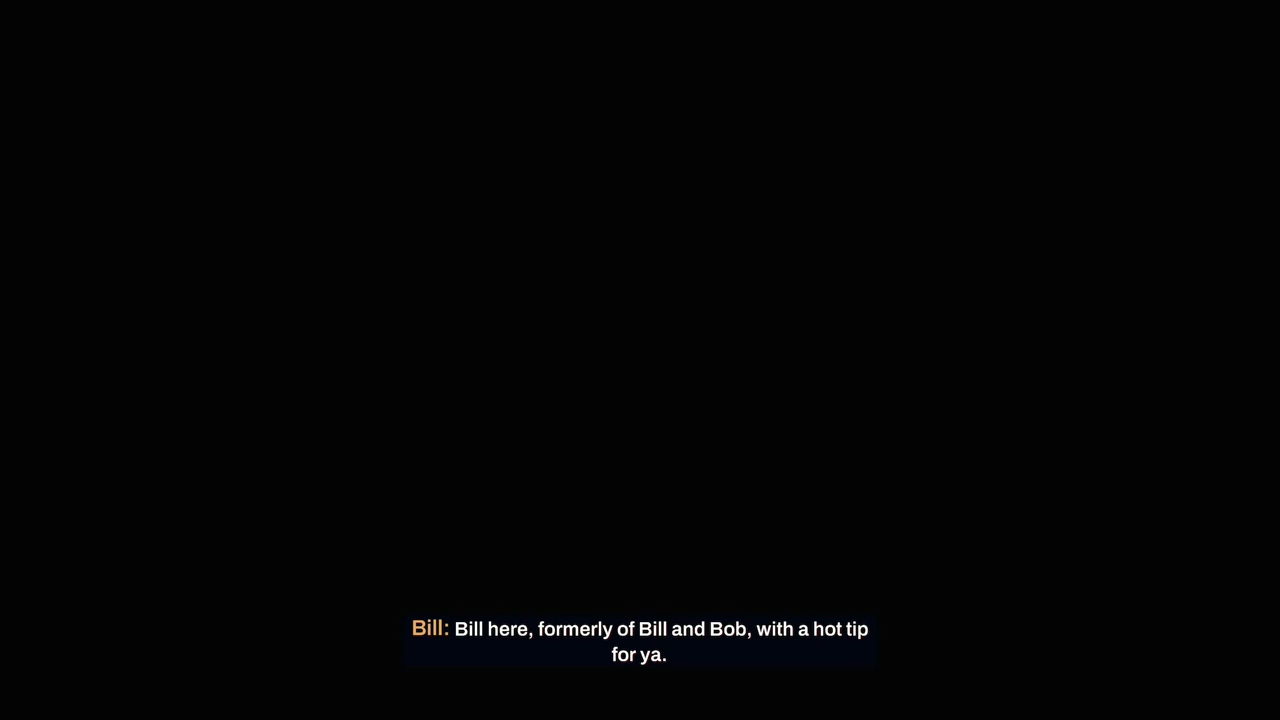 Bill: Bill here, formerly of Bill and Bob, with a hot tip
for ya.